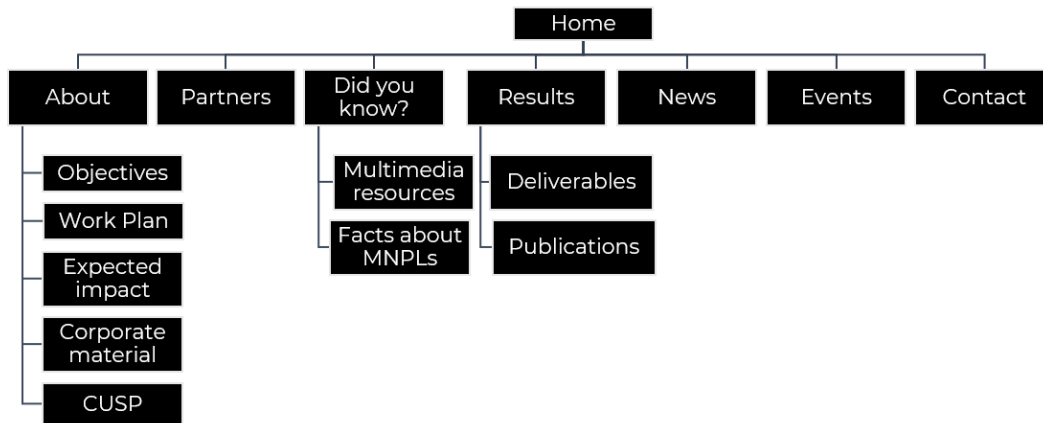 Home
About
Partners
Did you
know?
Results
News
Events
Contact
Objectives
Work Plan
Expected
impact
Corporate
material
CUSP
Multimedia
resources
Facts about
MNPLs
Deliverables
Publications